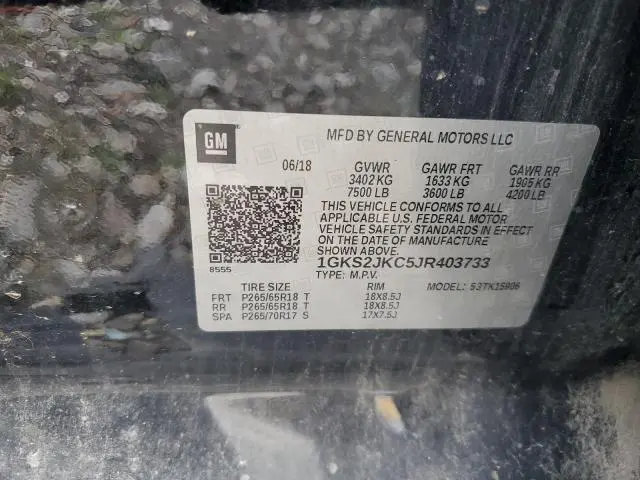 GM
MFD BY GENERAL MOTORS LLC
06/18 GVWR GAWR FRT GAWR RR
3402 KG 1633 KG 1905 KG
7500 LB 3600 LB 4200 LB
THIS VEHICLE CONFORMS TO ALL
APPLICABLE U.S. FEDERAL MOTOR
VEHICLE SAFETY STANDARDS IN EFFECT
ON THE DATE OF MANUFACTURE
SHOWN ABOVE.
8555
1GKS2JKC5JR403733
TYPE: M.P.V. MODEL: 53TK15906
TIRE SIZE RIM
FRT P265/65R18 T 18X8.5J
RR P265/65R18 T 18X8.5J
SPA P265/70R17 S 17X7.5J